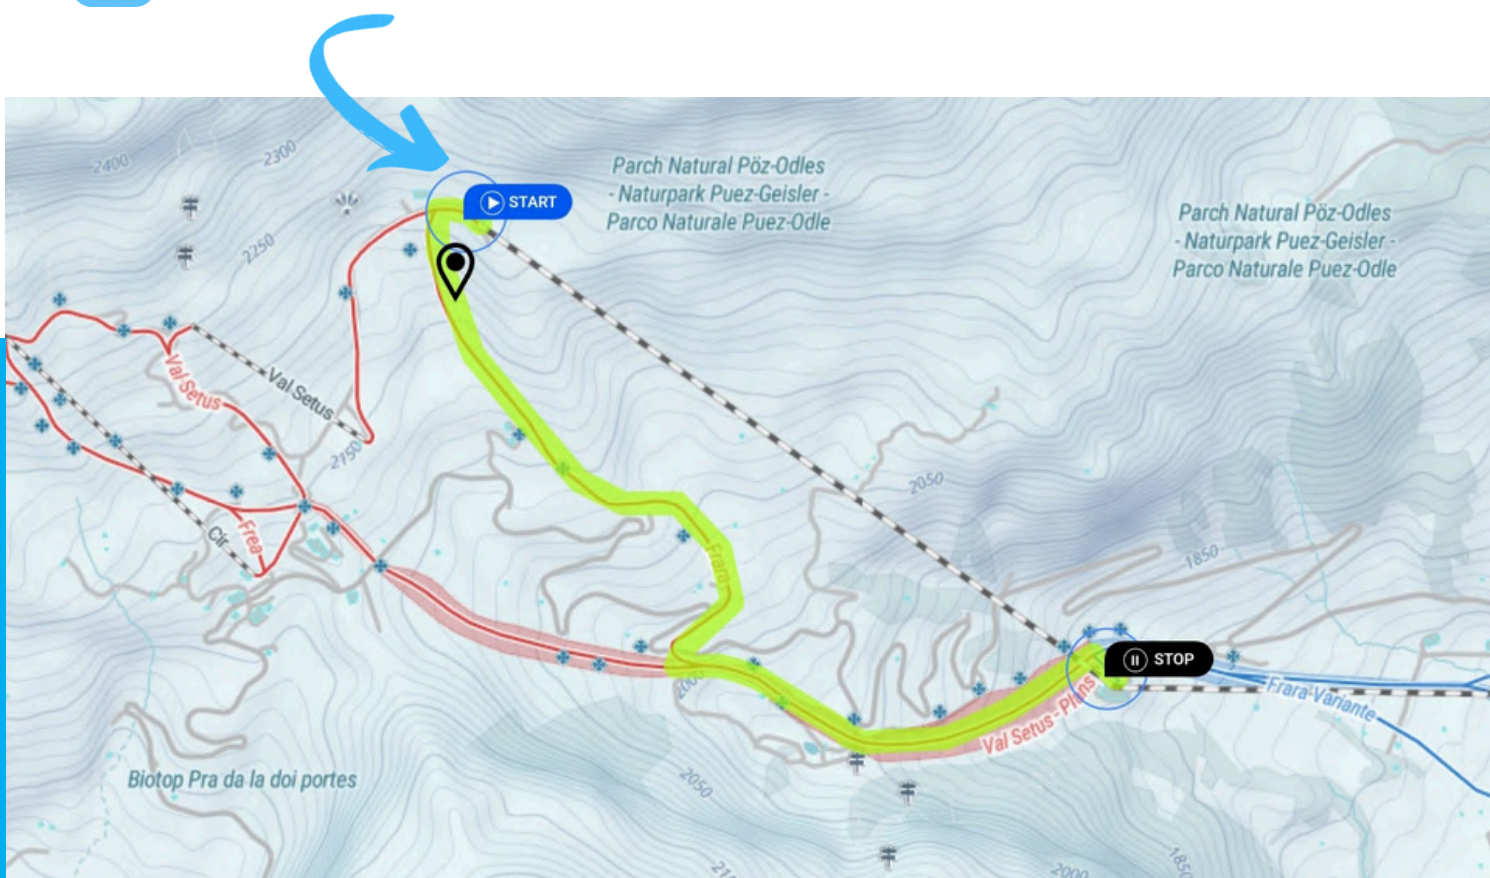 2400
2300
Parch Natural Pöz-Odles
- Naturpark Puez-Geisler -
Parco Naturale Puez-Odle
START
Parch Natural Pöz-Odles
- Naturpark Puez-Geisler -
Parco Naturale Puez-Odle
2250
Val Setus
Val Setus
2150
2050
Cir
Frea
Frara
1850
STOP
2000
Frara-Variante
Val Setus - Plans
Biotop Pra da la doi portes
2050
2000
1850